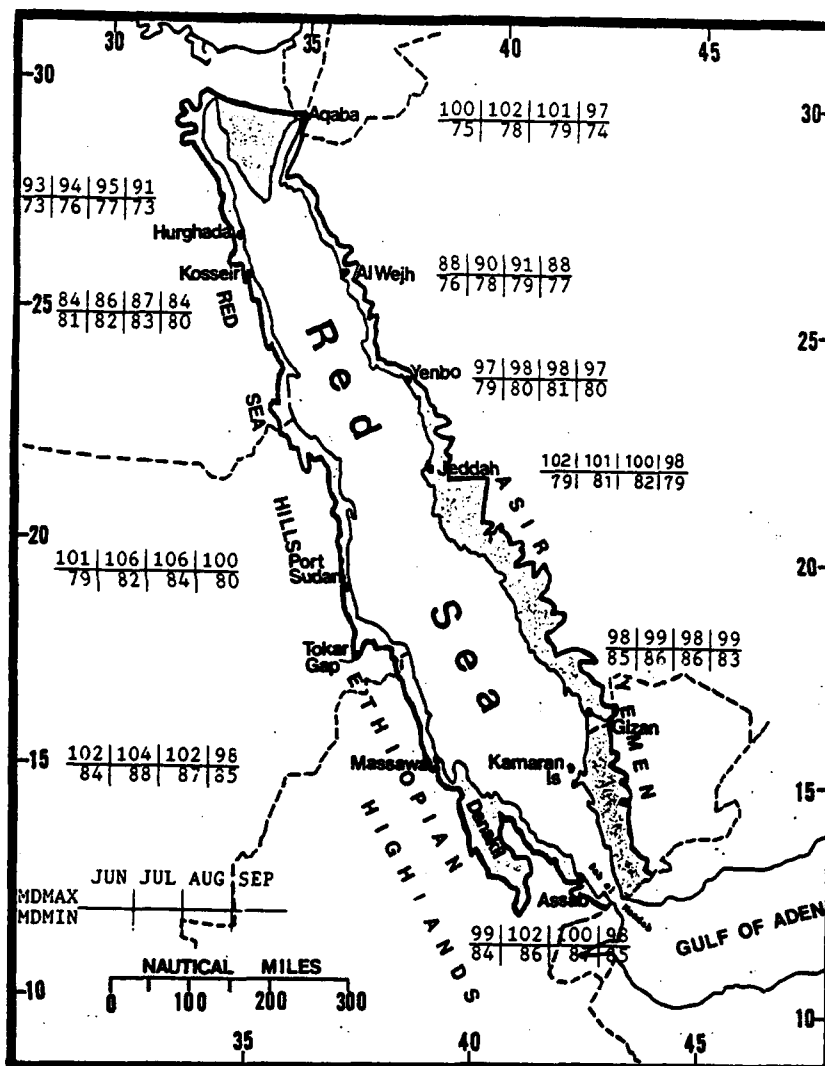 30 35 40 45
30 30
Aqaba
100 102 101 97
75 78 79 74
93 94 95 91
73 76 77 73
Hurghada
Kosseir
Al Wejh
88 90 91 88
76 78 79 77
84 86 87 84
81 82 83 80
25 25
RED SEA HILLS
Red Sea
Yenbo
97 98 98 97
79 80 81 80
Jeddah
102 101 100 98
79 81 82 79
ASIR
20 20
101 106 106 100
79 82 84 80
Port
Sudan
Tokar
Gap
98 99 98 99
85 86 86 83
YEMEN
Gizan
15 15
102 104 102 98
84 88 87 85
Massawa
Kamaran
Is
ETHIOPIAN
HIGHLANDS
Danakil
JUN JUL AUG SEP
MDMAX
MDMIN
Assab
GULF OF ADEN
99 102 100 98
84 86 87 85
NAUTICAL MILES
0 100 200 300
10 10
35 40 45